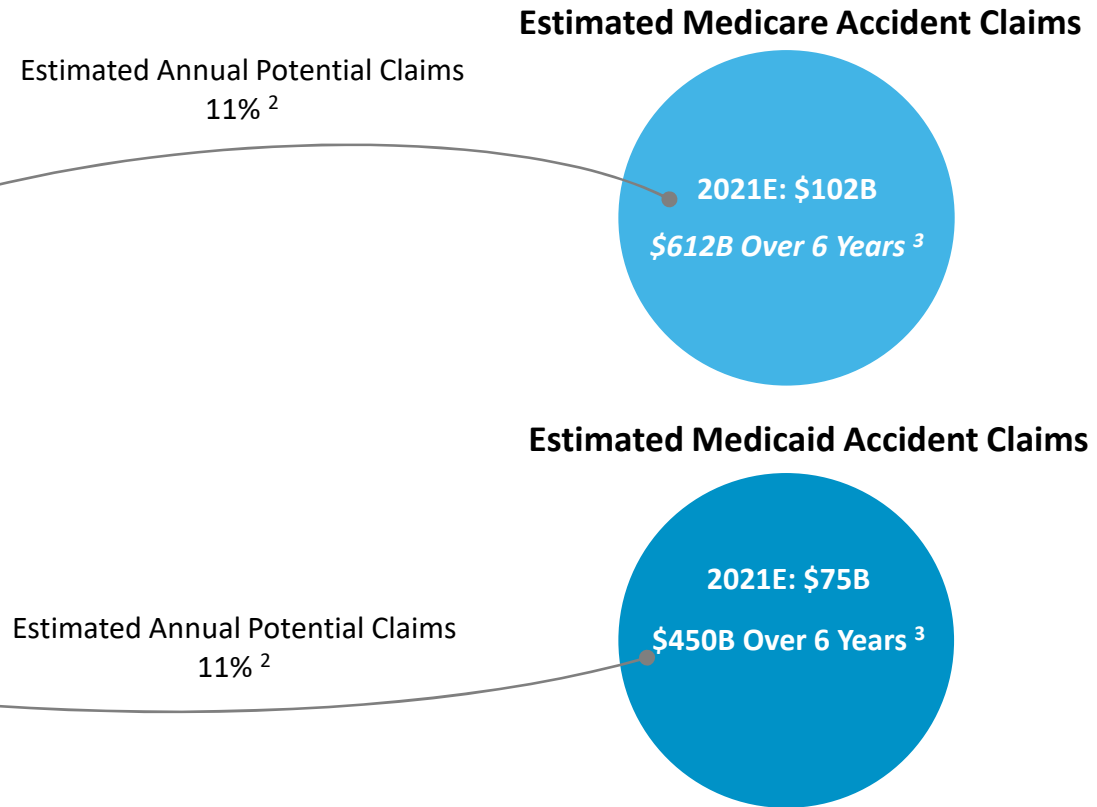 Estimated Medicare Accident Claims
Estimated Annual Potential Claims
11% ²
2021E: $102B
$612B Over 6 Years ³
Estimated Medicaid Accident Claims
2021E: $75B
$450B Over 6 Years ³
Estimated Annual Potential Claims
11% ²